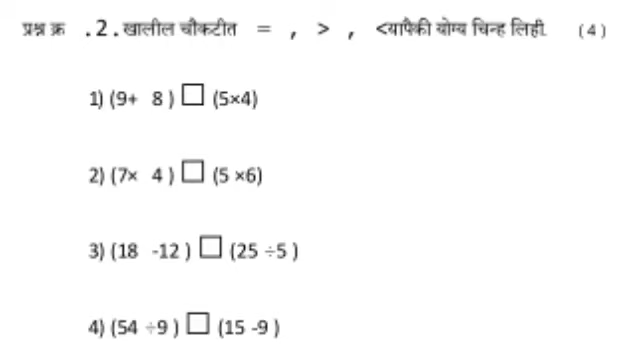 प्रश्न क्र .2.खालील चौकटीत = , > , <यापैकी योग्य चिन्ह लिही. (4)
1) (9+ 8 ) □ (5×4)
2) (7× 4 ) □ (5 ×6)
3) (18 -12 ) □ (25 ÷5 )
4) (54 ÷9 ) □ (15 -9 )